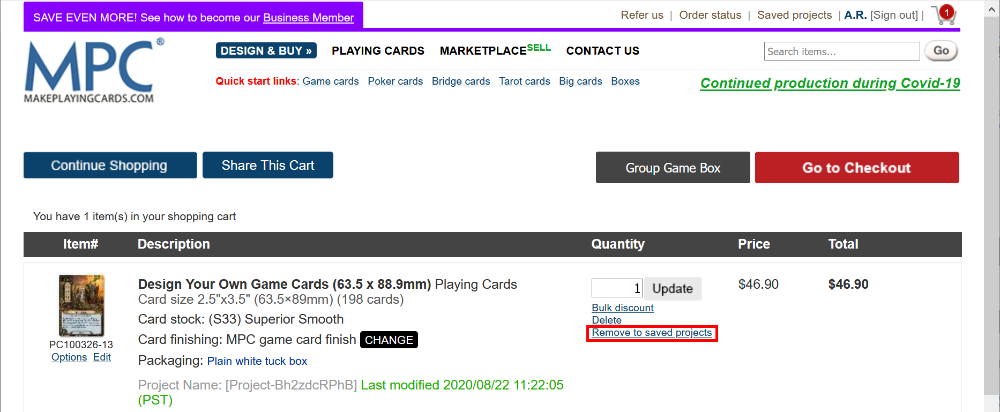 SAVE EVEN MORE! See how to become our Business Member
Refer us | Order status | Saved projects | A.R. [Sign out] | 1
MPC®
MAKEPLAYINGCARDS.COM
DESIGN & BUY » PLAYING CARDS MARKETPLACE SELL CONTACT US
Search items... Go
Quick start links: Game cards Poker cards Bridge cards Tarot cards Big cards Boxes
Continued production during Covid-19
Continue Shopping Share This Cart Group Game Box Go to Checkout
You have 1 item(s) in your shopping cart
Item# Description Quantity Price Total
Design Your Own Game Cards (63.5 x 88.9mm) Playing Cards
Card size 2.5"x3.5" (63.5×89mm) (198 cards)
Card stock: (S33) Superior Smooth
Card finishing: MPC game card finish CHANGE
Packaging: Plain white tuck box
Project Name: [Project-Bh2zdcRPhB] Last modified 2020/08/22 11:22:05
(PST)
PC100326-13
Options Edit
1 Update
Bulk discount
Delete
Remove to saved projects
$46.90 $46.90